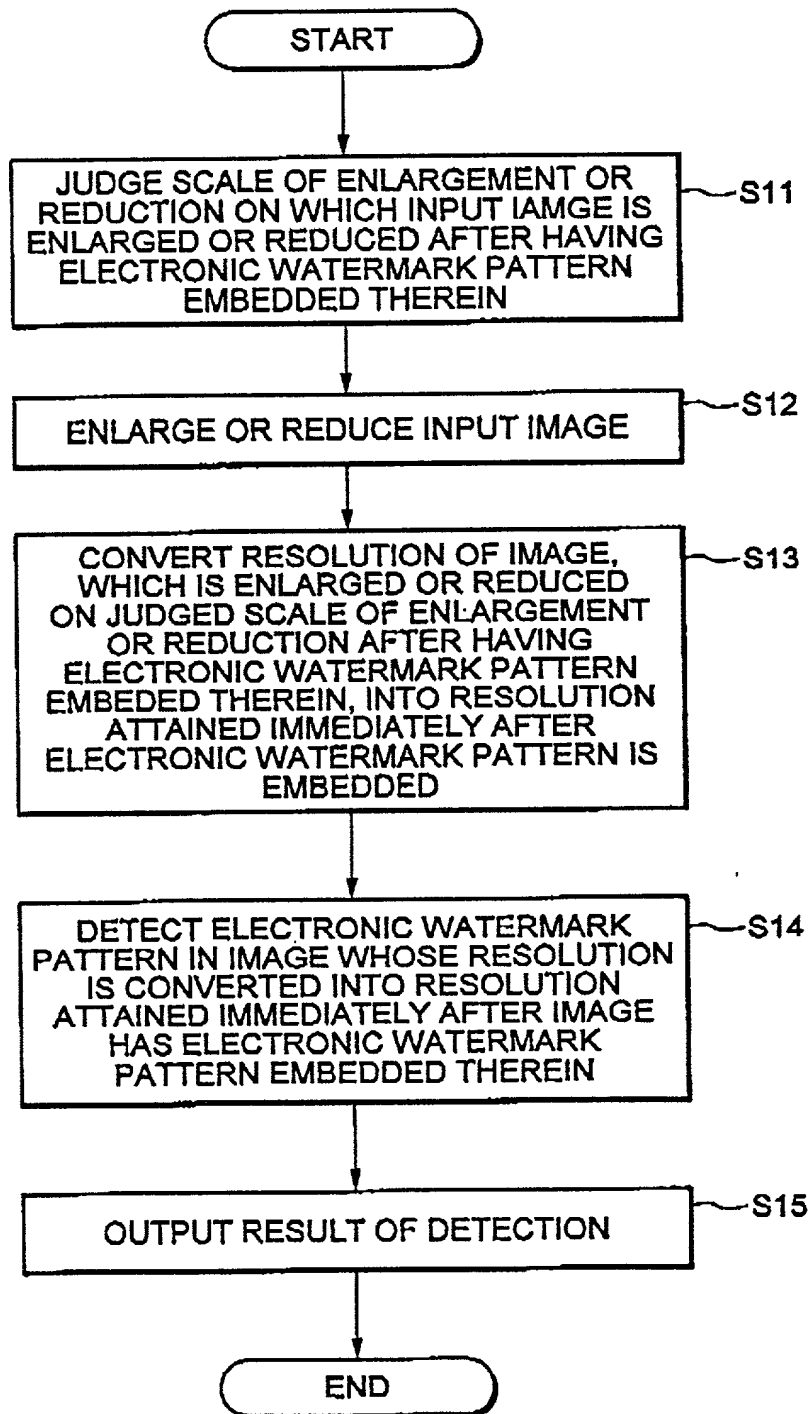 START
JUDGE SCALE OF ENLARGEMENT OR
REDUCTION ON WHICH INPUT IAMGE IS
ENLARGED OR REDUCED AFTER HAVING
ELECTRONIC WATERMARK PATTERN
EMBEDDED THEREIN
S11
ENLARGE OR REDUCE INPUT IMAGE
S12
CONVERT RESOLUTION OF IMAGE,
WHICH IS ENLARGED OR REDUCED
ON JUDGED SCALE OF ENLARGEMENT
OR REDUCTION AFTER HAVING
ELECTRONIC WATERMARK PATTERN
EMBEDED THEREIN, INTO RESOLUTION
ATTAINED IMMEDIATELY AFTER
ELECTRONIC WATERMARK PATTERN IS
EMBEDDED
S13
DETECT ELECTRONIC WATERMARK
PATTERN IN IMAGE WHOSE RESOLUTION
IS CONVERTED INTO RESOLUTION
ATTAINED IMMEDIATELY AFTER IMAGE
HAS ELECTRONIC WATERMARK
PATTERN EMBEDDED THEREIN
S14
OUTPUT RESULT OF DETECTION
S15
END